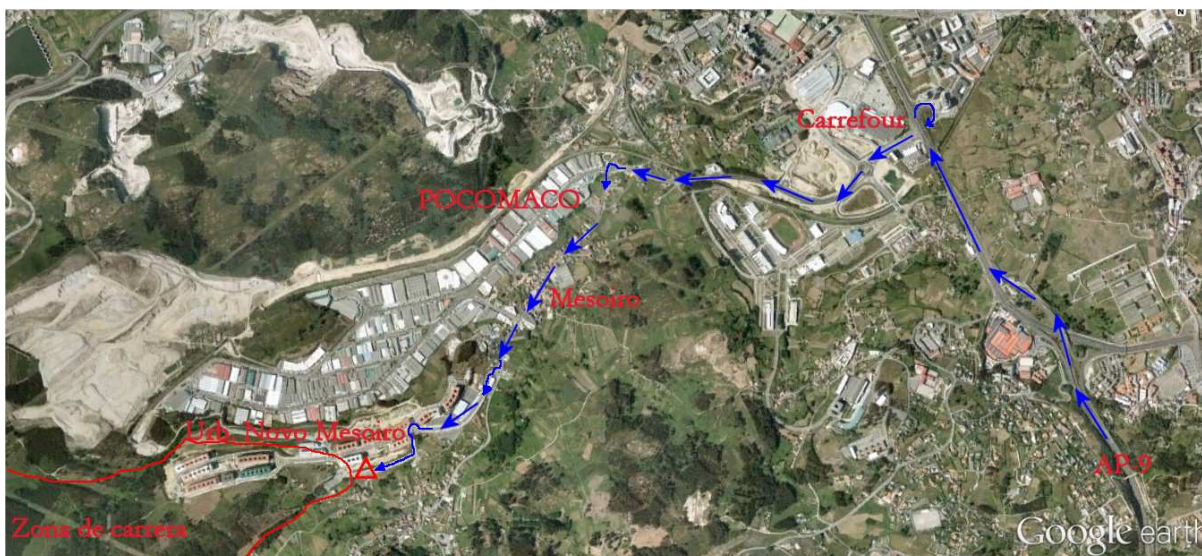 N
Carrefour
POCOMACO
Mesoiro
Urb. Novo Mesoiro
AP-9
Zona de carrera
Google earth